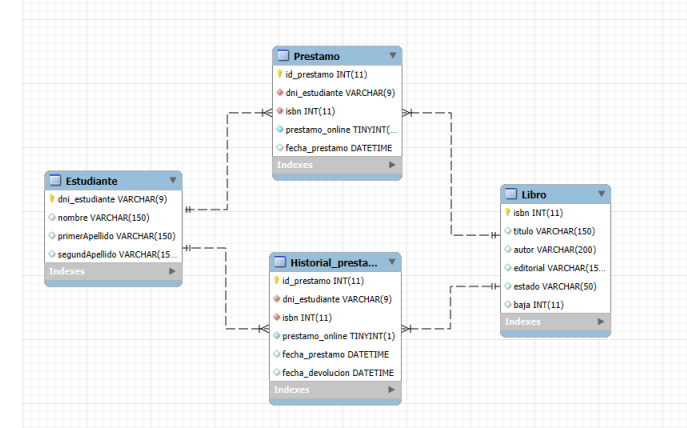 Prestamo
id_prestamo INT(11)
dni_estudiante VARCHAR(9)
isbn INT(11)
prestamo_online TINYINT(...
fecha_prestamo DATETIME
Indexes
Estudiante
dni_estudiante VARCHAR(9)
nombre VARCHAR(150)
primerApellido VARCHAR(150)
segundApellido VARCHAR(15...
Indexes
Historial_presta...
id_prestamo INT(11)
dni_estudiante VARCHAR(9)
isbn INT(11)
prestamo_online TINYINT(1)
fecha_prestamo DATETIME
fecha_devolucion DATETIME
Indexes
Libro
isbn INT(11)
titulo VARCHAR(150)
autor VARCHAR(200)
editorial VARCHAR(15...
estado VARCHAR(50)
baja INT(11)
Indexes